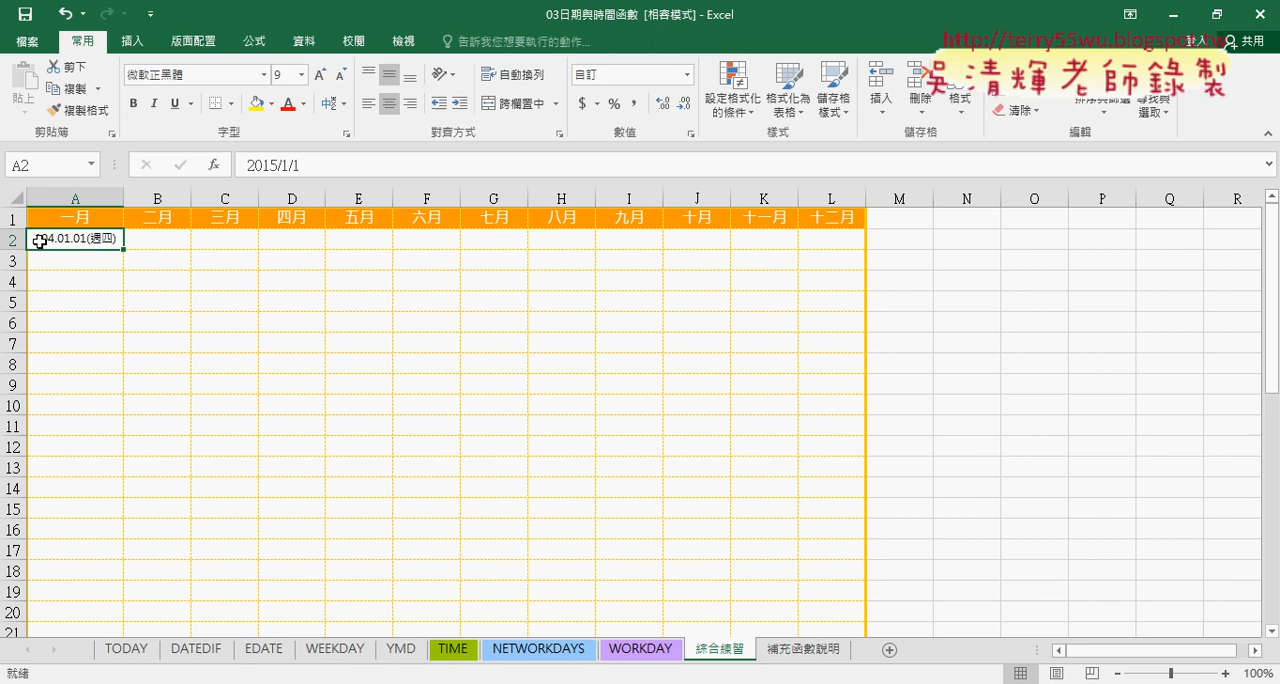 03日期與時間函數 [相容模式] - Excel
http://terry55wu.blogspot.tw
吳清輝老師錄製
檔案 常用 插入 版面配置 公式 資料 校閱 檢視 告訴我您想要執行的動作... 登入 共用
貼上 剪下 複製 複製格式 剪貼簿
微軟正黑體 9 B I U A 字型
自動換列 跨欄置中 對齊方式
自訂 $ % , 數值
設定格式化的條件 格式化為表格 儲存格樣式 樣式
插入 刪除 格式 儲存格
清除 選取 編輯
A2 fx 2015/1/1
A B C D E F G H I J K L M N O P Q R
1 一月 二月 三月 四月 五月 六月 七月 八月 九月 十月 十一月 十二月
2 04.01.01(週四)
3
4
5
6
7
8
9
10
11
12
13
14
15
16
17
18
19
20
21
TODAY DATEDIF EDATE WEEKDAY YMD TIME NETWORKDAYS WORKDAY 綜合練習 補充函數說明
就緒 100%